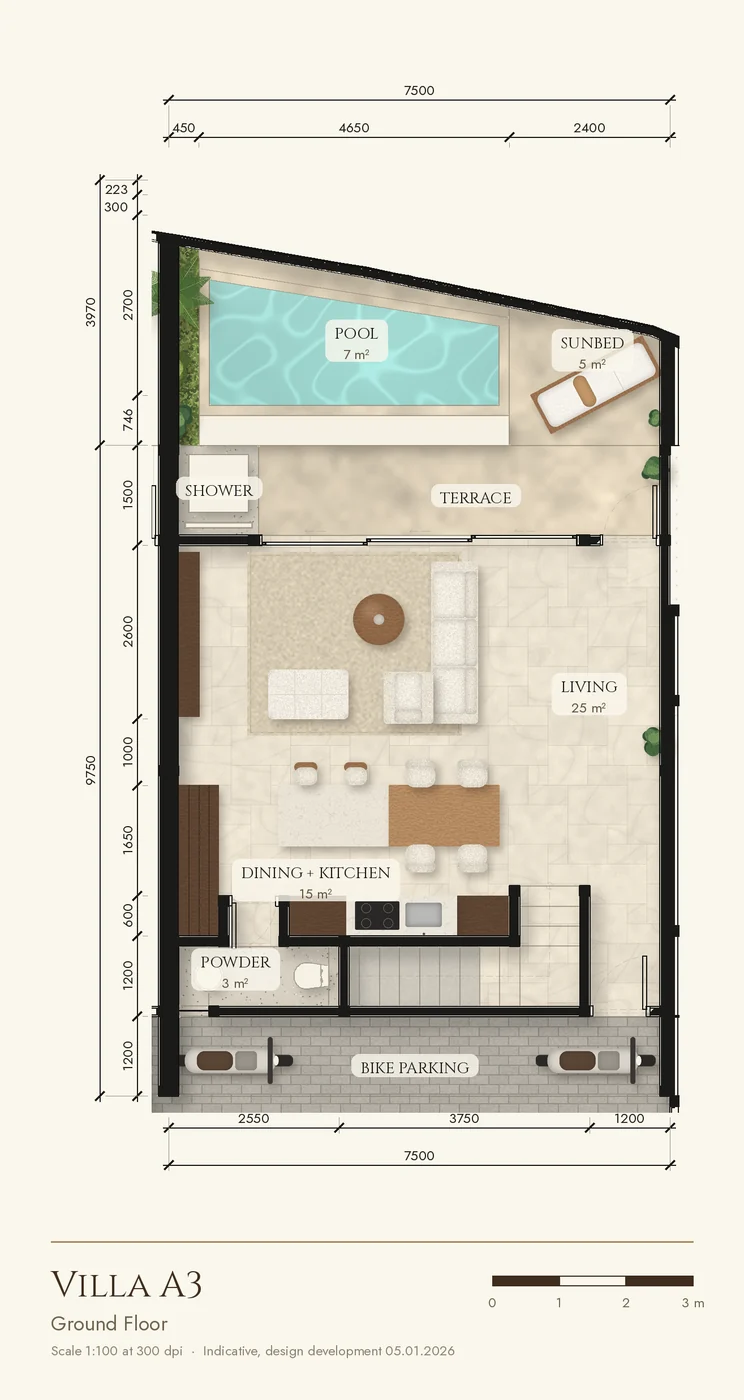 7500
450 4650 2400
223
300
3970
2700
746
POOL
7 m²
SUNBED
5 m²
1500
SHOWER
TERRACE
9750
2600
LIVING
25 m²
1000
1650
DINING + KITCHEN
15 m²
600
1200
POWDER
3 m²
1200
BIKE PARKING
2550 3750 1200
7500
VILLA A3
Ground Floor
Scale 1:100 at 300 dpi · Indicative, design development 05.01.2026
0 1 2 3 m